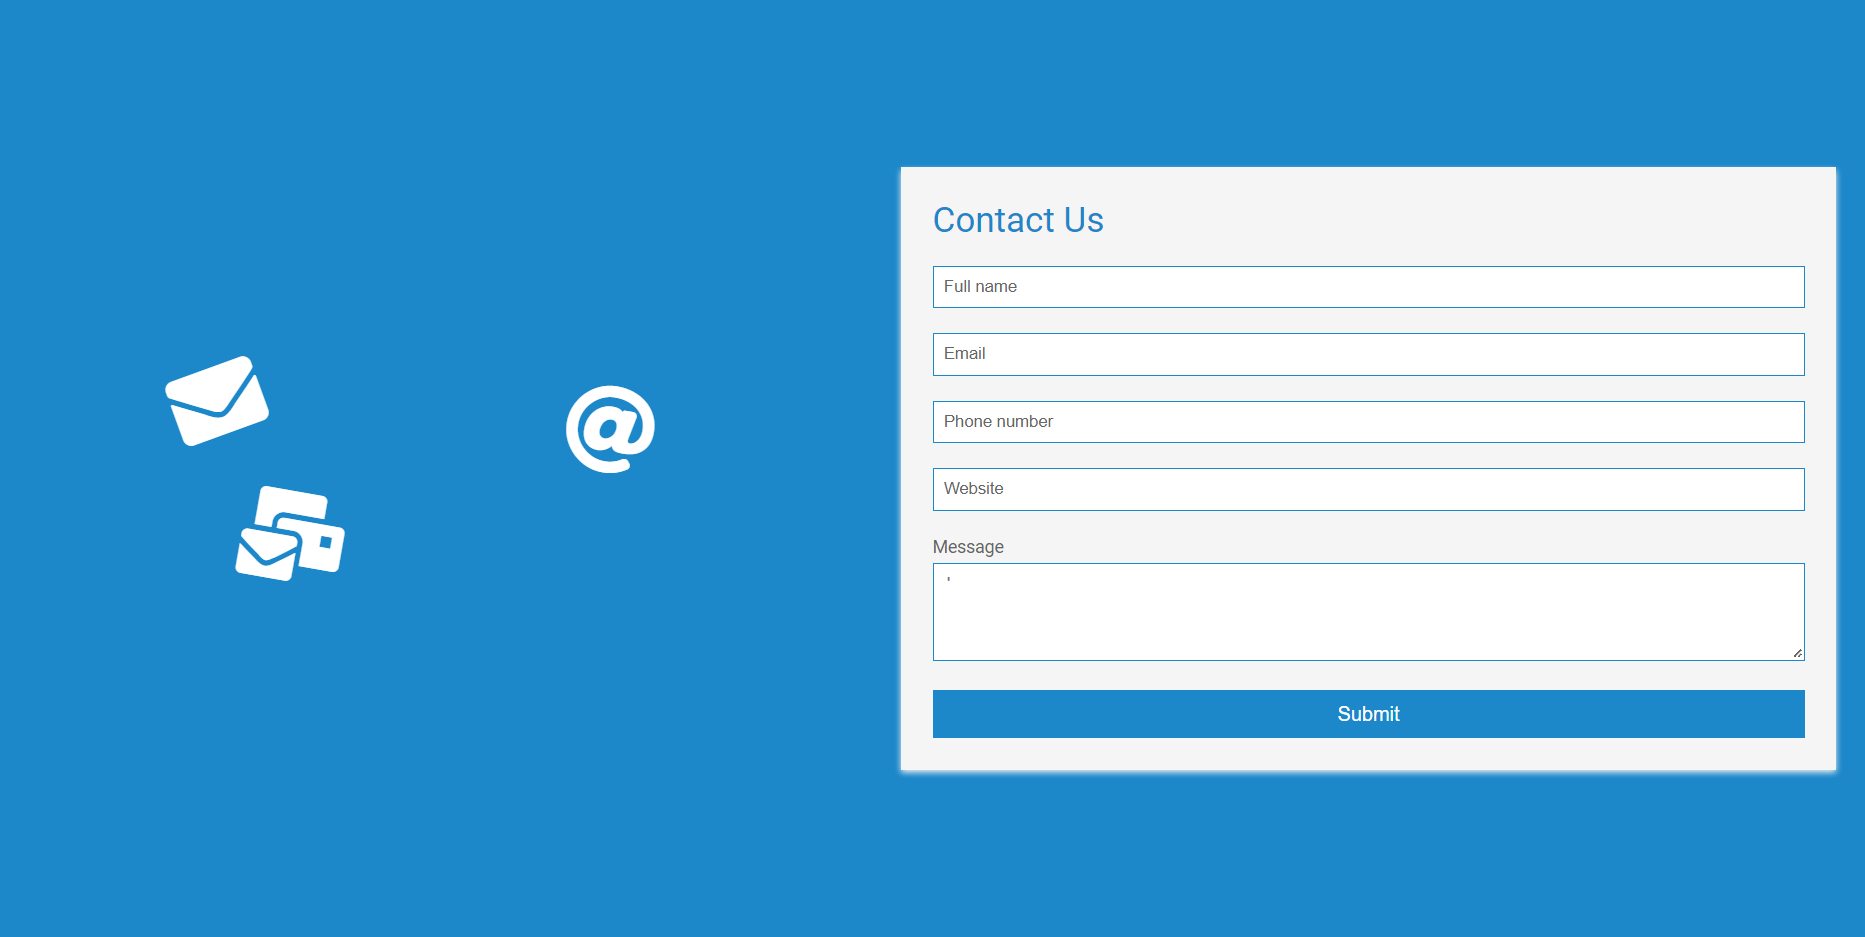 Contact Us
Full name
Email
Phone number
Website
Message
'
Submit